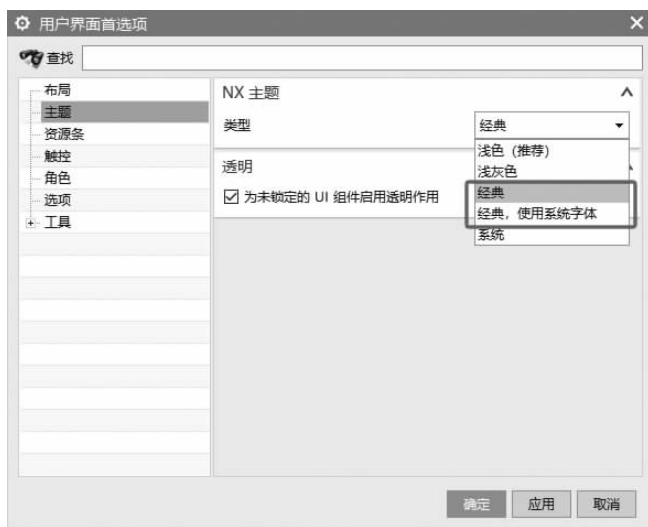 用户界面首选项
查找
布局
主题
资源条
触控
角色
选项
工具
NX 主题
类型
经典
浅色 (推荐)
浅灰色
经典
经典，使用系统字体
系统
透明
为未锁定的 UI 组件启用透明作用
确定
应用
取消